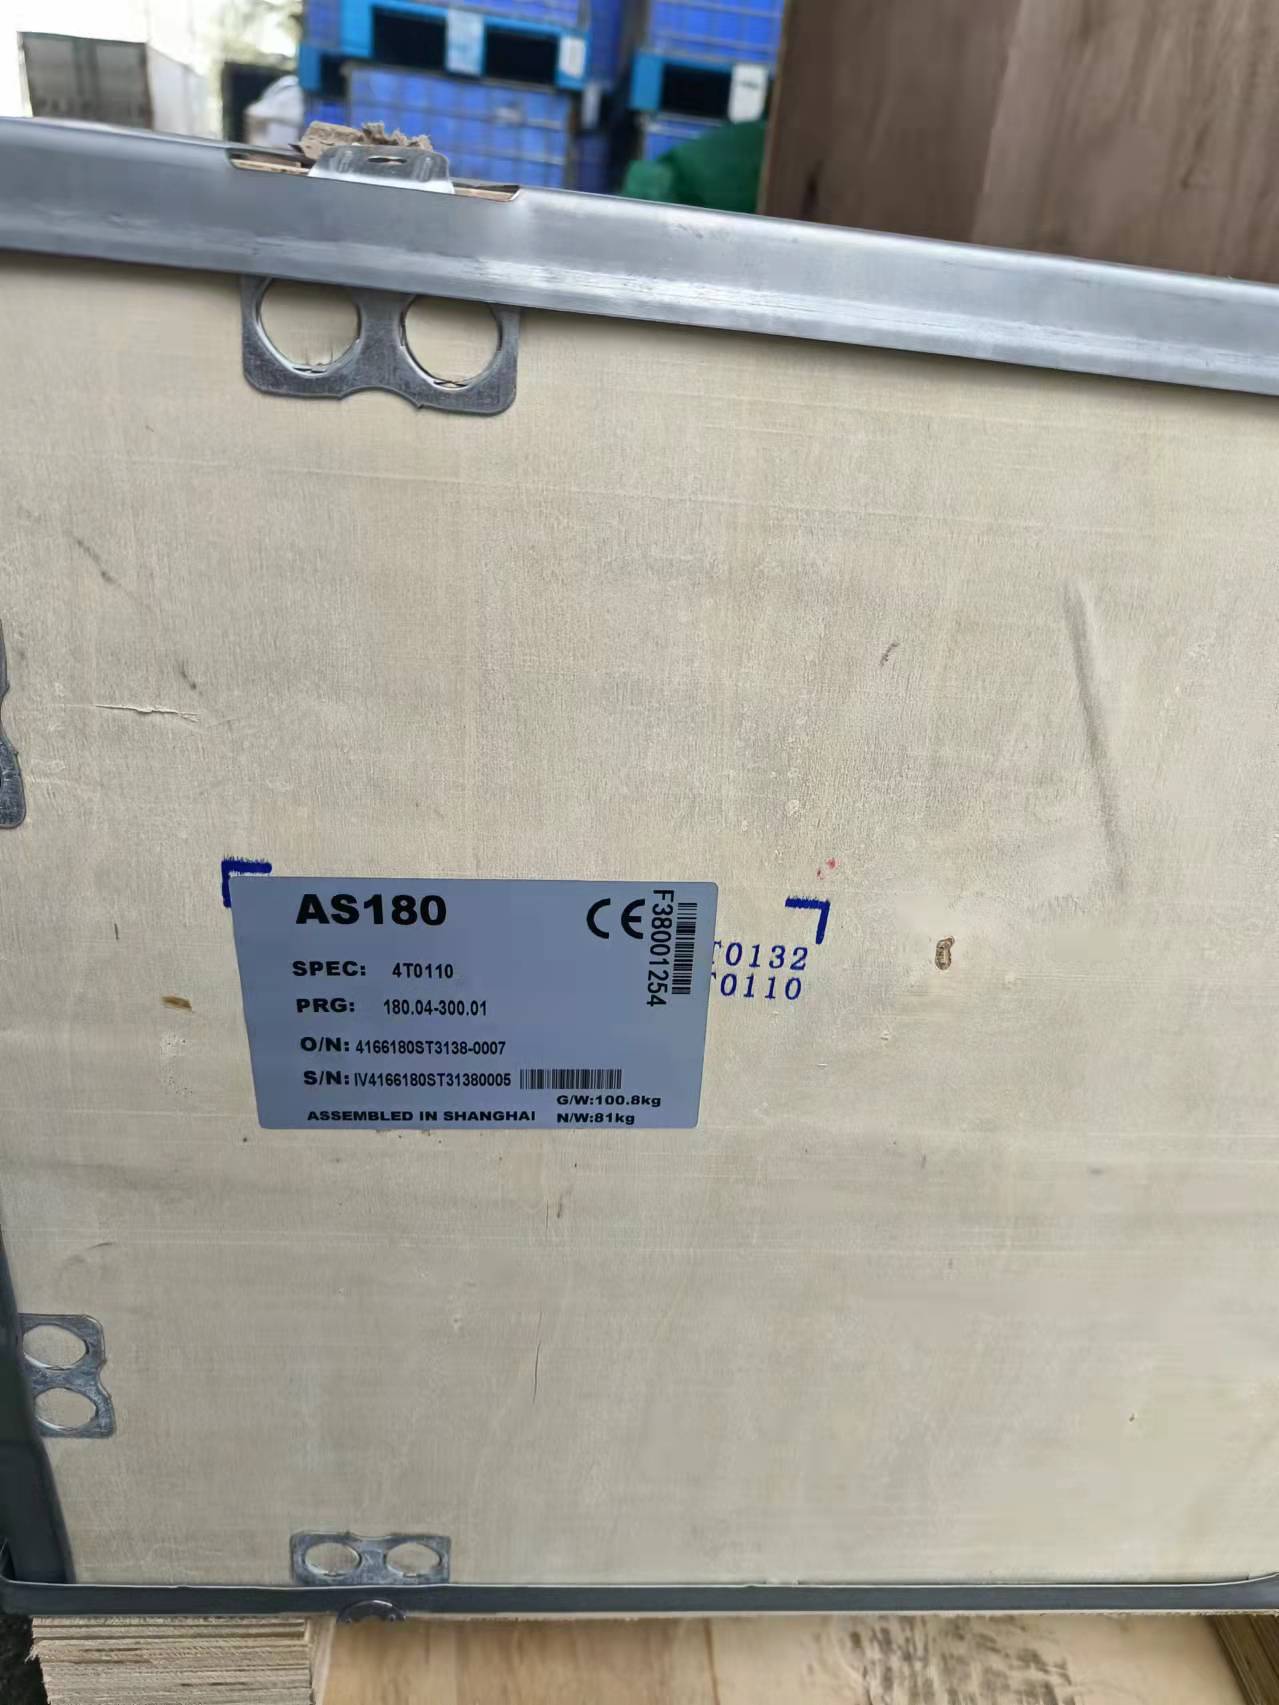 AS180
CE
F38001254
SPEC: 4T0110
PRG: 180.04-300.01
O/N: 4166180ST3138-0007
S/N: IV4166180ST31380005
G/W:100.8kg
ASSEMBLED IN SHANGHAI N/W:81kg
T0132
T0110